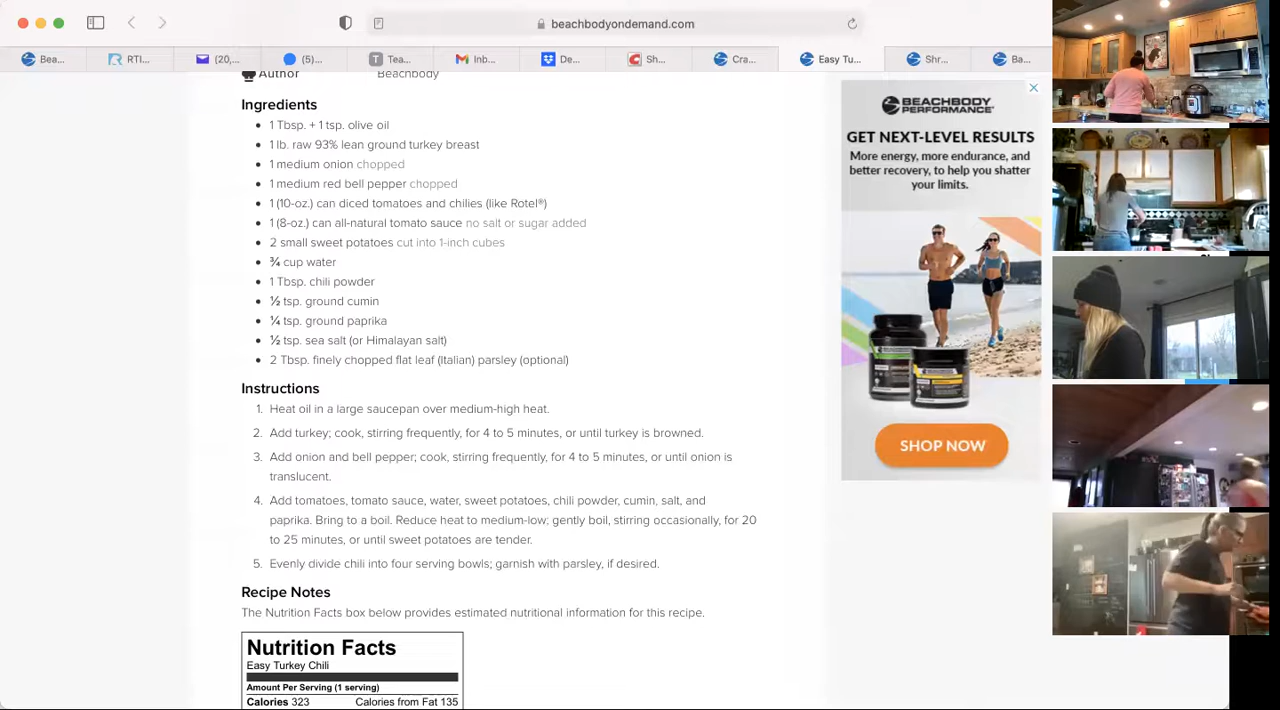 beachbodyondemand.com
Bea...
RTI...
(20,...
(5)...
Tea...
Inb...
De...
Sh...
Cra...
Easy Tu...
Shr...
Ba...
Author Beachbody
Ingredients
1 Tbsp. + 1 tsp. olive oil
1 lb. raw 93% lean ground turkey breast
1 medium onion chopped
1 medium red bell pepper chopped
1 (10-oz.) can diced tomatoes and chilies (like Rotel®)
1 (8-oz.) can all-natural tomato sauce no salt or sugar added
2 small sweet potatoes cut into 1-inch cubes
¾ cup water
1 Tbsp. chili powder
½ tsp. ground cumin
¼ tsp. ground paprika
½ tsp. sea salt (or Himalayan salt)
2 Tbsp. finely chopped flat leaf (Italian) parsley (optional)
Instructions
1. Heat oil in a large saucepan over medium-high heat.
2. Add turkey; cook, stirring frequently, for 4 to 5 minutes, or until turkey is browned.
3. Add onion and bell pepper; cook, stirring frequently, for 4 to 5 minutes, or until onion is
translucent.
4. Add tomatoes, tomato sauce, water, sweet potatoes, chili powder, cumin, salt, and
paprika. Bring to a boil. Reduce heat to medium-low; gently boil, stirring occasionally, for 20
to 25 minutes, or until sweet potatoes are tender.
5. Evenly divide chili into four serving bowls; garnish with parsley, if desired.
Recipe Notes
The Nutrition Facts box below provides estimated nutritional information for this recipe.
Nutrition Facts
Easy Turkey Chili
Amount Per Serving (1 serving)
Calories 323 Calories from Fat 135
BEACHBODY
PERFORMANCE
GET NEXT-LEVEL RESULTS
More energy, more endurance, and
better recovery, to help you shatter
your limits.
SHOP NOW